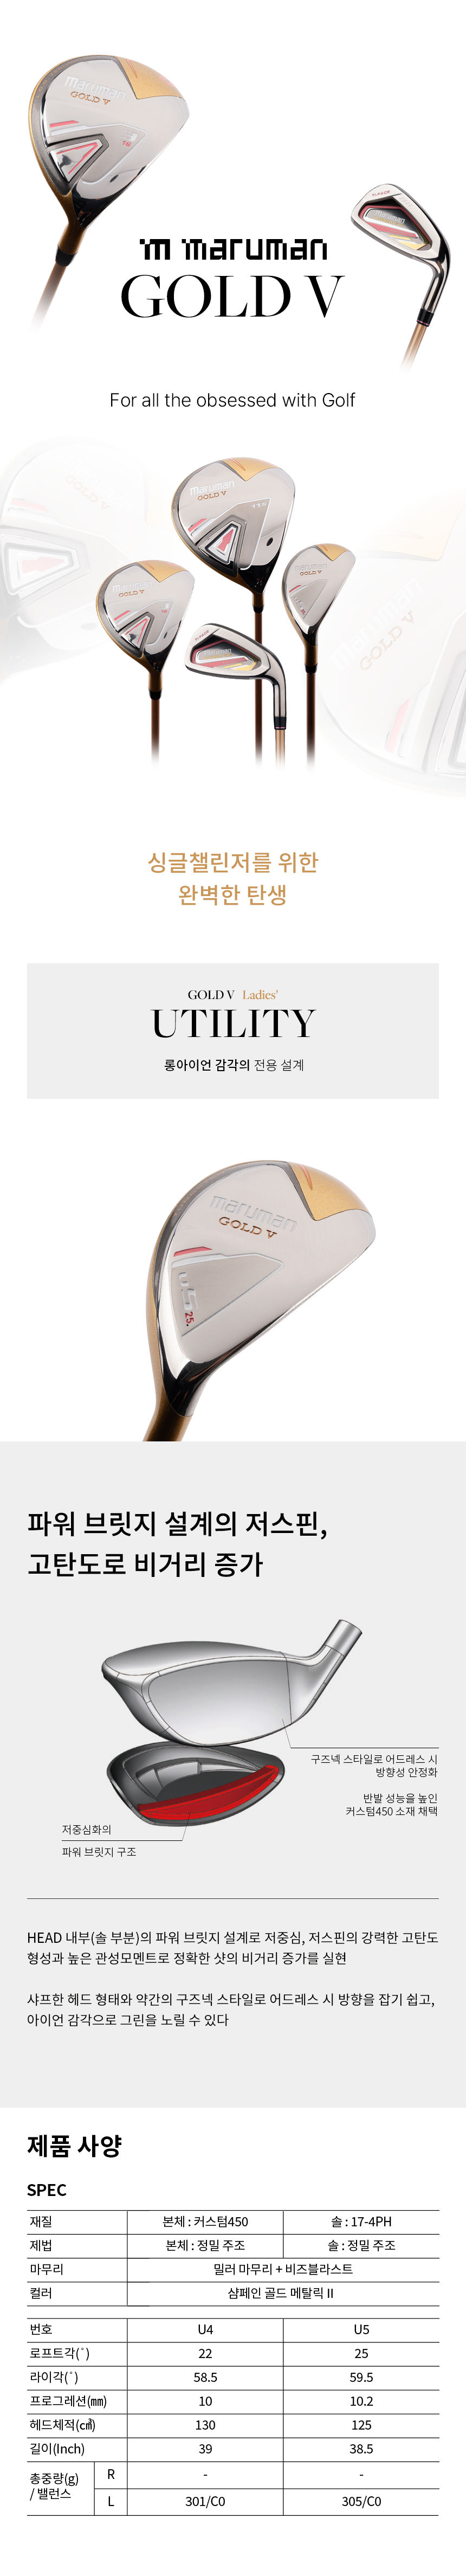 maruman
GOLD V
maruman
GOLD V
For all the obsessed with Golf
maruman
GOLD V
maruman
GOLD V
GOLD V
maruman
GOLD V
싱글챌린저를 위한
완벽한 탄생
GOLD V Ladies'
UTILITY
롱아이언 감각의 전용 설계
maruman
GOLD V
U5
25.
파워 브릿지 설계의 저스핀,
고탄도로 비거리 증가
구즈넥 스타일로 어드레스 시
방향성 안정화
반발 성능을 높인
커스텀450 소재 채택
저중심화의
파워 브릿지 구조
HEAD 내부(솔 부분)의 파워 브릿지 설계로 저중심, 저스핀의 강력한 고탄도
형성과 높은 관성모멘트로 정확한 샷의 비거리 증가를 실현
샤프한 헤드 형태와 약간의 구즈넥 스타일로 어드레스 시 방향을 잡기 쉽고,
아이언 감각으로 그린을 노릴 수 있다
제품 사양
SPEC
재질 본체 : 커스텀450 솔 : 17-4PH
제법 본체 : 정밀 주조 솔 : 정밀 주조
마무리 밀러 마무리 + 비즈블라스트
컬러 샴페인 골드 메탈릭 II
번호 U4 U5
로프트각(˚) 22 25
라이각(˚) 58.5 59.5
프로그레션(㎜) 10 10.2
헤드체적(㎤) 130 125
길이(Inch) 39 38.5
총중량(g)
/ 밸런스
R - -
L 301/C0 305/C0